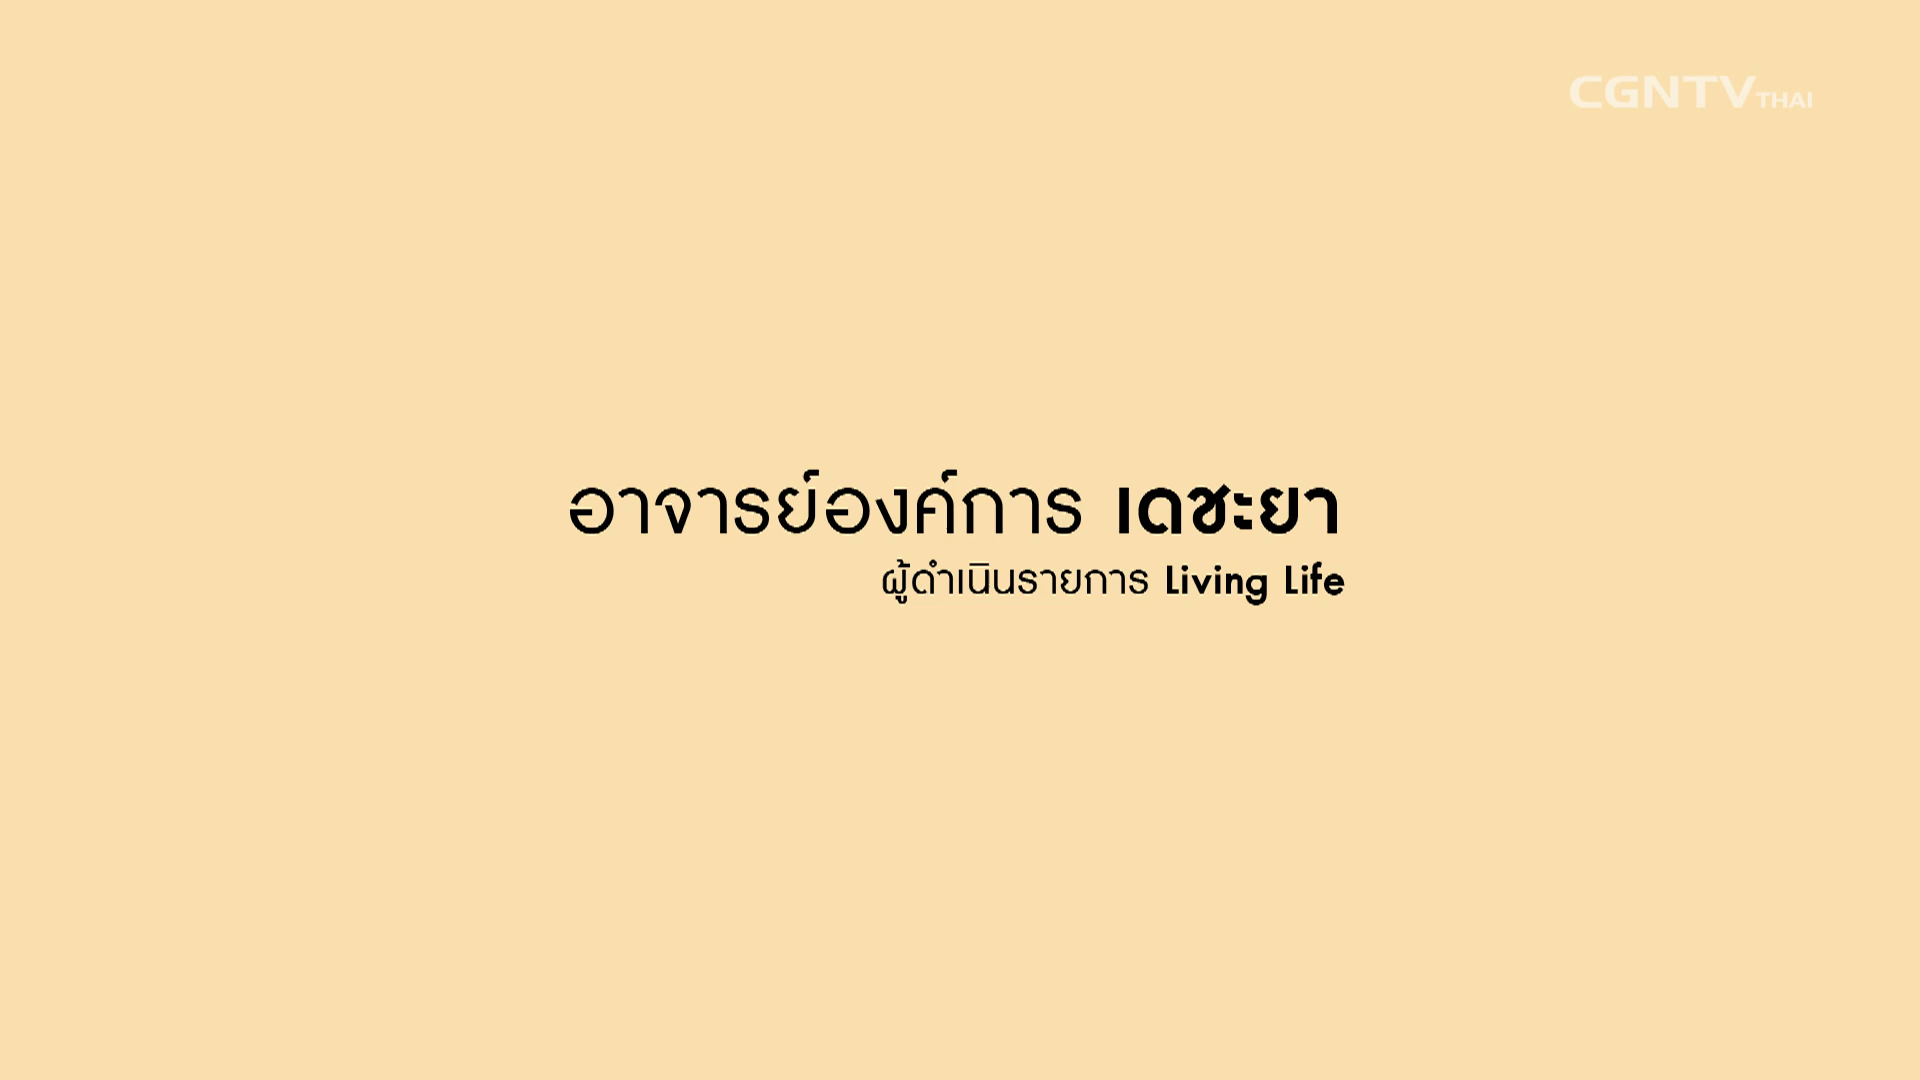 CGNTV THAI
อาจารย์องค์การ เดชะยา
ผู้ดำเนินรายการ Living Life